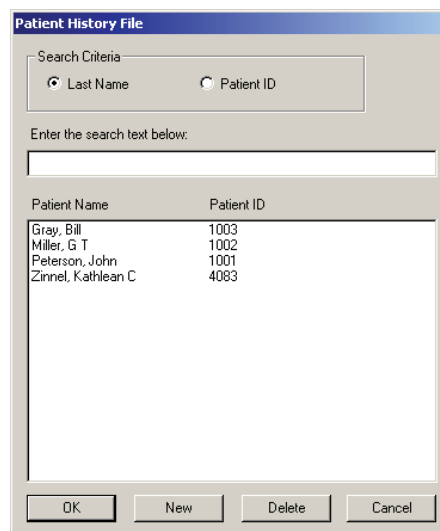 Patient History File
Search Criteria
Last Name Patient ID
Enter the search text below:
Patient Name Patient ID
Gray, Bill 1003
Miller, G T 1002
Peterson, John 1001
Zinnel, Kathlean C 4083
OK New Delete Cancel